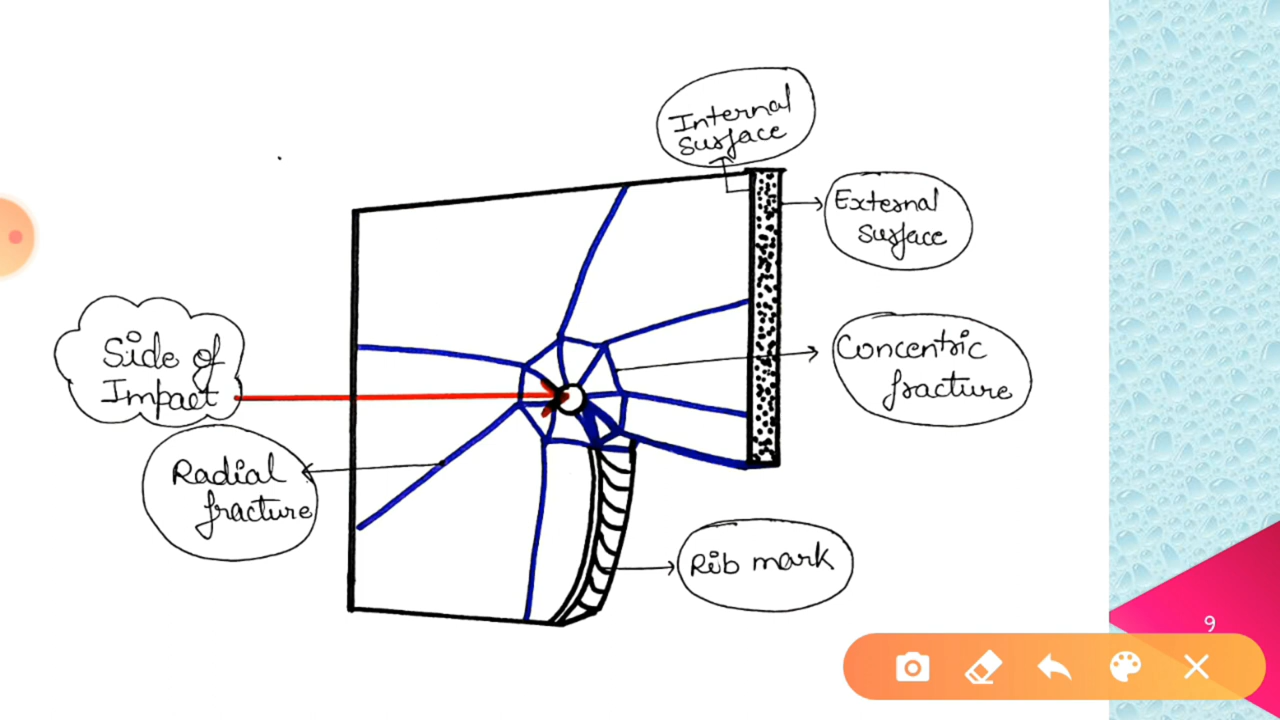 Internal
surface
External
surface
Side of
Impact
Concentric
fracture
Radial
fracture
Rib mark
9